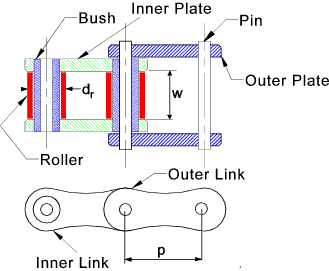 Inner Plate
Bush
Pin
Outer Plate
dr
w
Roller
Outer Link
p
Inner Link